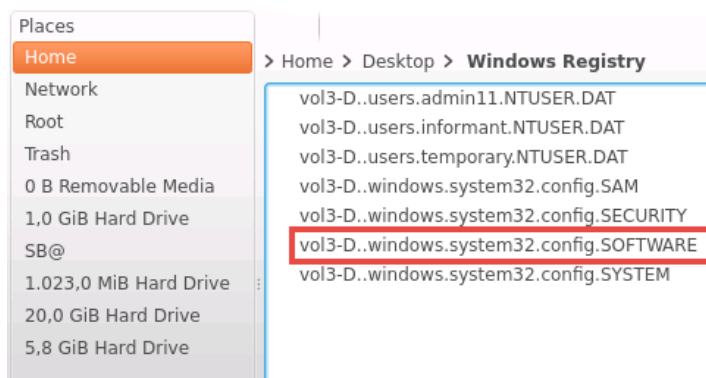 Places
Home
Network
Root
Trash
0 B Removable Media
1,0 GiB Hard Drive
SB@
1.023,0 MiB Hard Drive
20,0 GiB Hard Drive
5,8 GiB Hard Drive
> Home > Desktop > Windows Registry
vol3-D..users.admin11.NTUSER.DAT
vol3-D..users.informant.NTUSER.DAT
vol3-D..users.temporary.NTUSER.DAT
vol3-D..windows.system32.config.SAM
vol3-D..windows.system32.config.SECURITY
vol3-D..windows.system32.config.SOFTWARE
vol3-D..windows.system32.config.SYSTEM